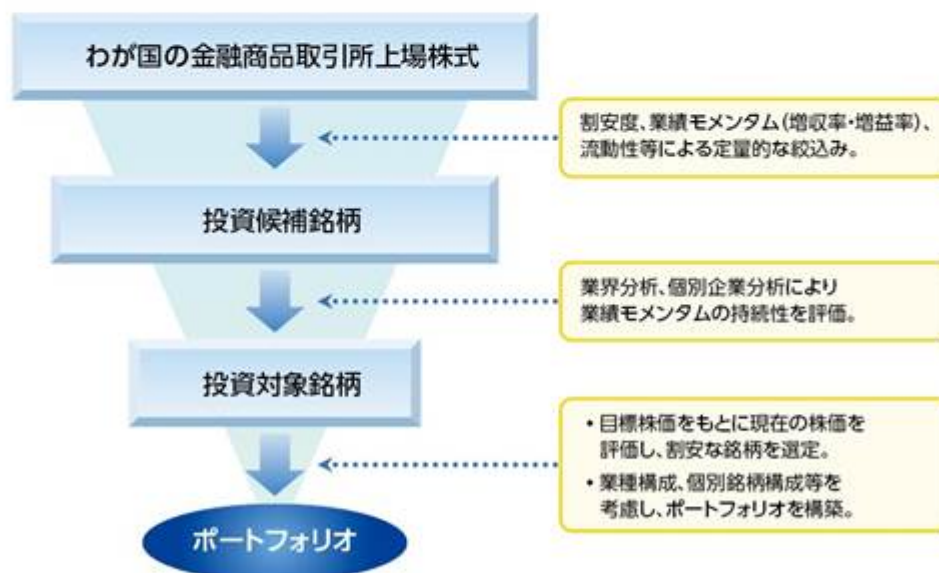 わが国の金融商品取引所上場株式
割安度、業績モメンタム(増収率・増益率)、
流動性等による定量的な絞込み。
投資候補銘柄
業界分析、個別企業分析により
業績モメンタムの持続性を評価。
投資対象銘柄
・目標株価をもとに現在の株価を
評価し、割安な銘柄を選定。
・業種構成、個別銘柄構成等を
考慮し、ポートフォリオを構築。
ポートフォリオ